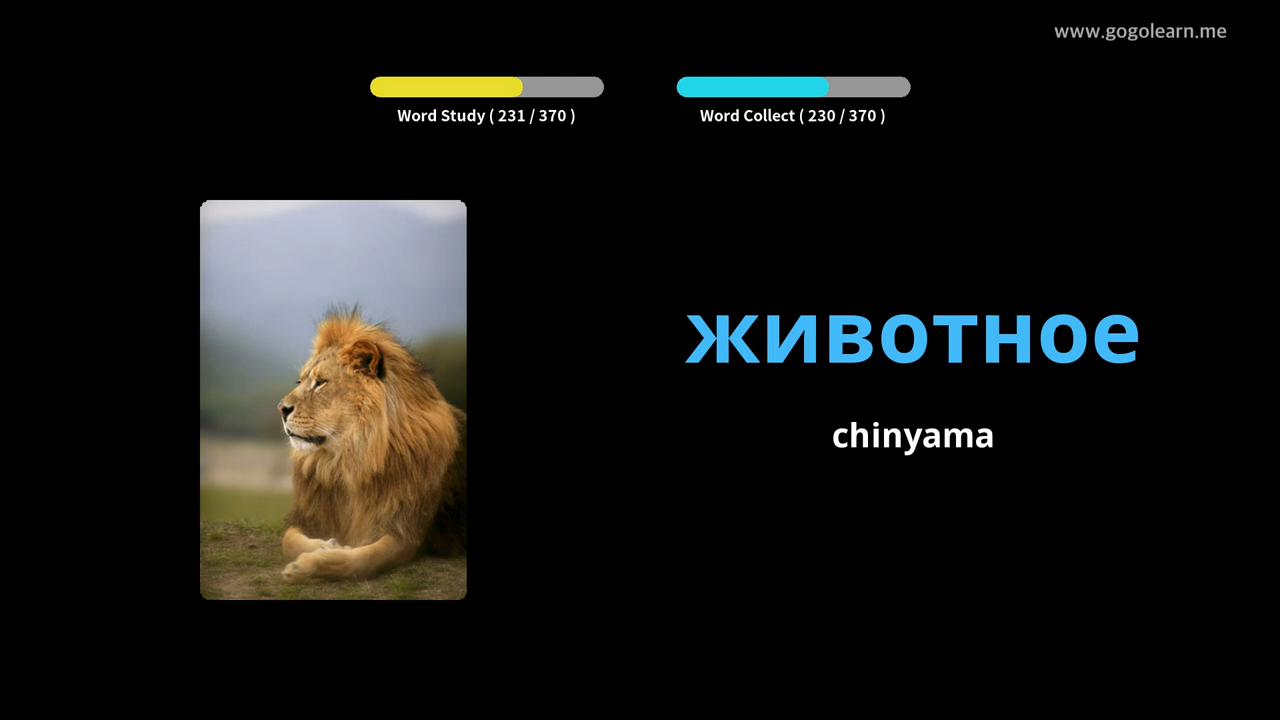 www.gogolearn.me
Word Study ( 231 / 370 )
Word Collect ( 230 / 370 )
животное
chinyama